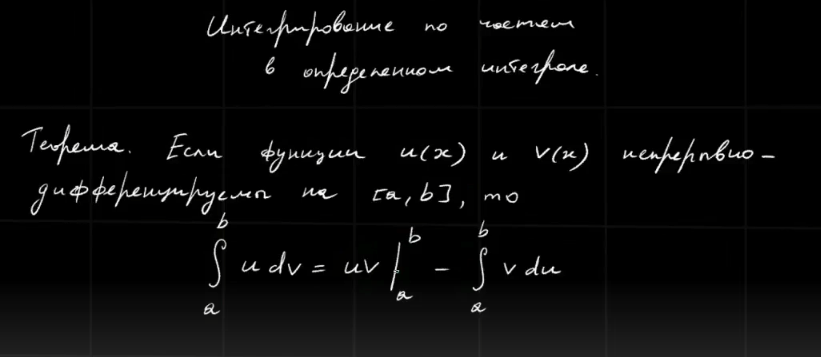 Интегрирование по частям
в определенном интеграле.
Теорема. Если функции u(x) и v(x) непрерывно-
дифференцируемы на [a, b], то
∫_a^b u dv = uv |_a^b - ∫_a^b v du